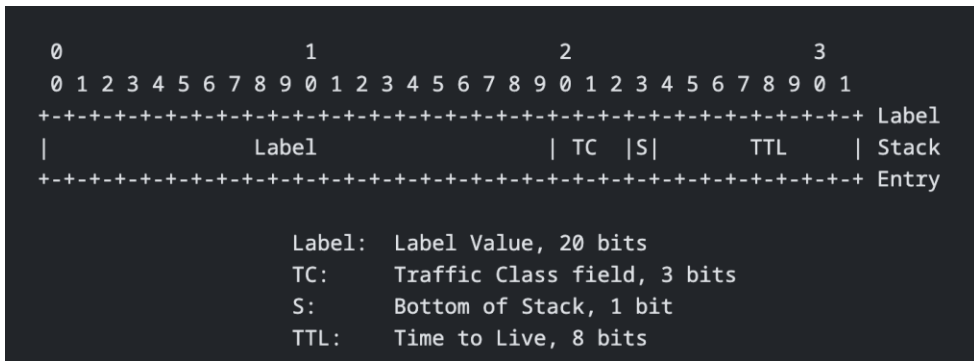 0                   1                   2                   3
0 1 2 3 4 5 6 7 8 9 0 1 2 3 4 5 6 7 8 9 0 1 2 3 4 5 6 7 8 9 0 1
+-+-+-+-+-+-+-+-+-+-+-+-+-+-+-+-+-+-+-+-+-+-+-+-+-+-+-+-+-+-+-+-+ Label
|                Label                  | TC  |S|       TTL     | Stack
+-+-+-+-+-+-+-+-+-+-+-+-+-+-+-+-+-+-+-+-+-+-+-+-+-+-+-+-+-+-+-+-+ Entry
Label:  Label Value, 20 bits
TC:     Traffic Class field, 3 bits
S:      Bottom of Stack, 1 bit
TTL:    Time to Live, 8 bits